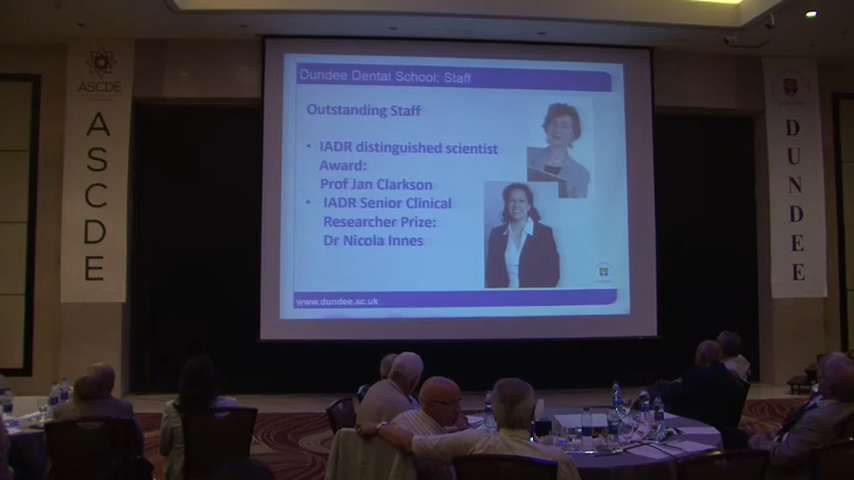 ASCDE
A
S
C
D
E
Dundee Dental School; Staff
Outstanding Staff
• IADR distinguished scientist
Award:
Prof Jan Clarkson
• IADR Senior Clinical
Researcher Prize:
Dr Nicola Innes
www.dundee.ac.uk
D
U
N
D
E
E